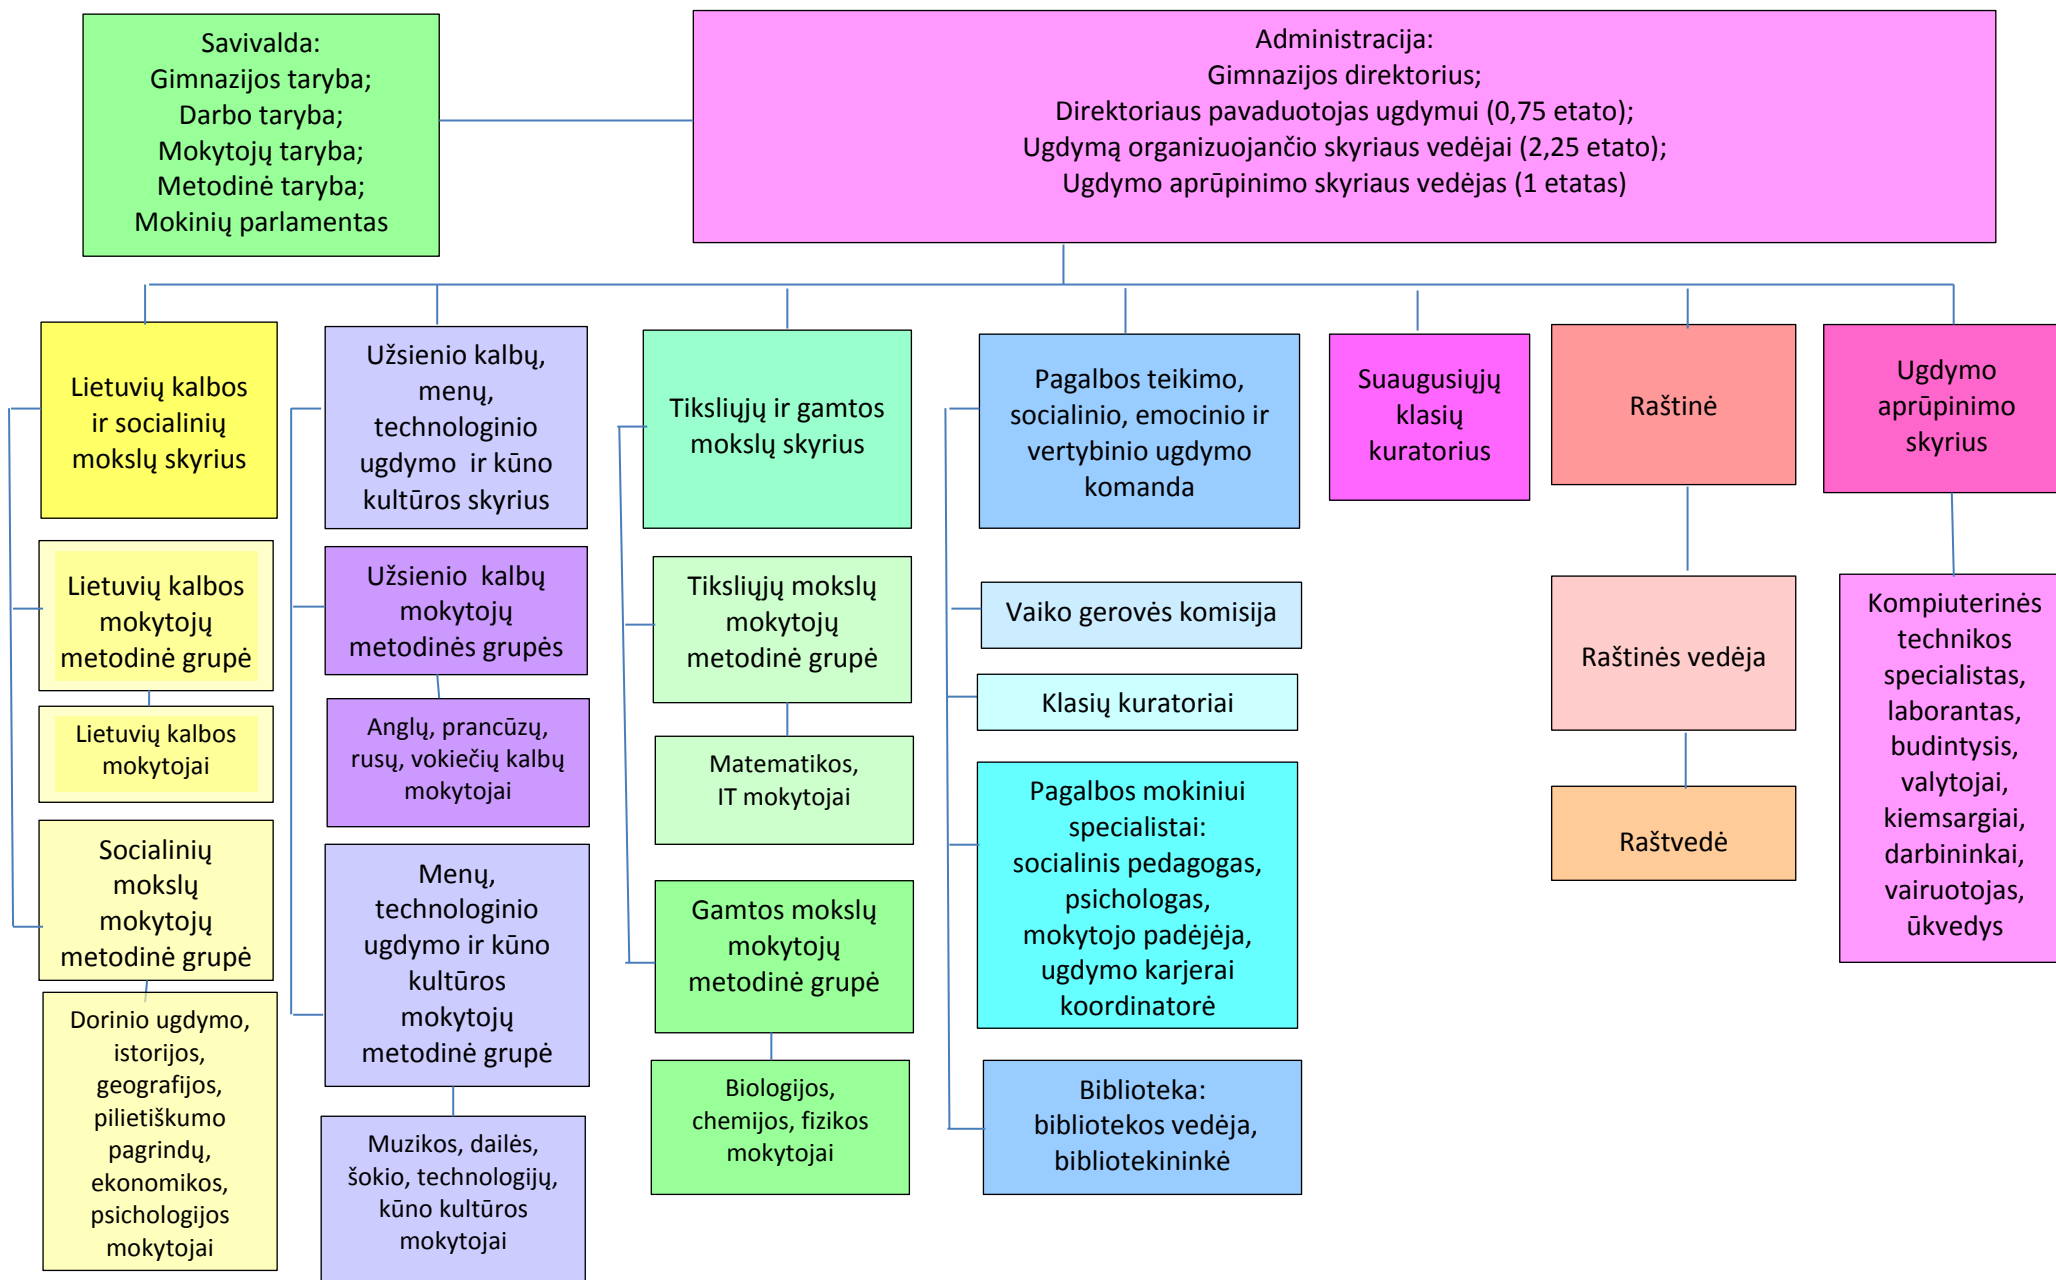 Savivalda:
Gimnazijos taryba;
Darbo taryba;
Mokytojų taryba;
Metodinė taryba;
Mokinių parlamentas
Administracija:
Gimnazijos direktorius;
Direktoriaus pavaduotojas ugdymui (0,75 etato);
Ugdymą organizuojančio skyriaus vedėjai (2,25 etato);
Ugdymo aprūpinimo skyriaus vedėjas (1 etatas)
Lietuvių kalbos
ir socialinių
mokslų skyrius
Lietuvių kalbos
mokytojų
metodinė grupė
Lietuvių kalbos
mokytojai
Socialinių
mokslų
mokytojų
metodinė grupė
Dorinio ugdymo,
istorijos,
geografijos,
pilietiškumo
pagrindų,
ekonomikos,
psichologijos
mokytojai
Užsienio kalbų,
menų,
technologinio
ugdymo ir kūno
kultūros skyrius
Užsienio kalbų
mokytojų
metodinės grupės
Anglų, prancūzų,
rusų, vokiečių kalbų
mokytojai
Menų,
technologinio
ugdymo ir kūno
kultūros
mokytojų
metodinė grupė
Muzikos, dailės,
šokio, technologijų,
kūno kultūros
mokytojai
Tiksliųjų ir gamtos
mokslų skyrius
Tiksliųjų mokslų
mokytojų
metodinė grupė
Matematikos,
IT mokytojai
Gamtos mokslų
mokytojų
metodinė grupė
Biologijos,
chemijos, fizikos
mokytojai
Pagalbos teikimo,
socialinio, emocinio ir
vertybinio ugdymo
komanda
Vaiko gerovės komisija
Klasių kuratoriai
Pagalbos mokiniui
specialistai:
socialinis pedagogas,
psichologas,
mokytojo padėjėja,
ugdymo karjerai
koordinatorė
Biblioteka:
bibliotekos vedėja,
bibliotekininkė
Suaugusiųjų
klasių
kuratorius
Raštinė
Raštinės vedėja
Raštvedė
Ugdymo
aprūpinimo
skyrius
Kompiuterinės
technikos
specialistas,
laborantas,
budintysis,
valytojai,
kiemsargiai,
darbininkai,
vairuotojas,
ūkvedys